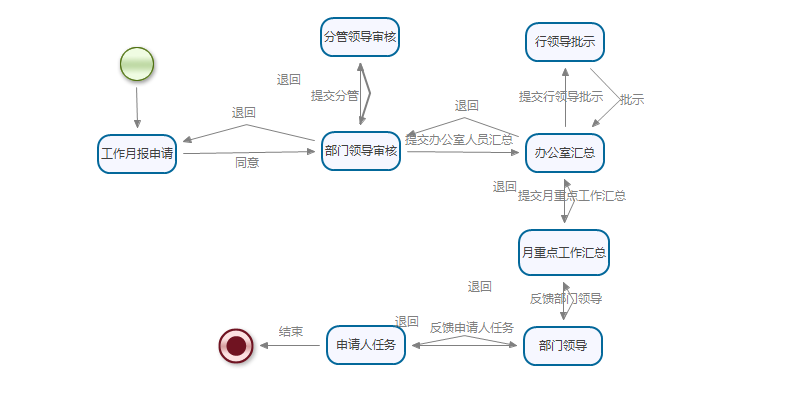 分管领导审核
行领导批示
退回
提交分管
提交行领导批示
批示
退回
退回
工作月报申请
同意
部门领导审核
提交办公室人员汇总
办公室汇总
退回
提交月重点工作汇总
月重点工作汇总
退回
反馈部门领导
结束
申请人任务
退回
反馈申请人任务
部门领导